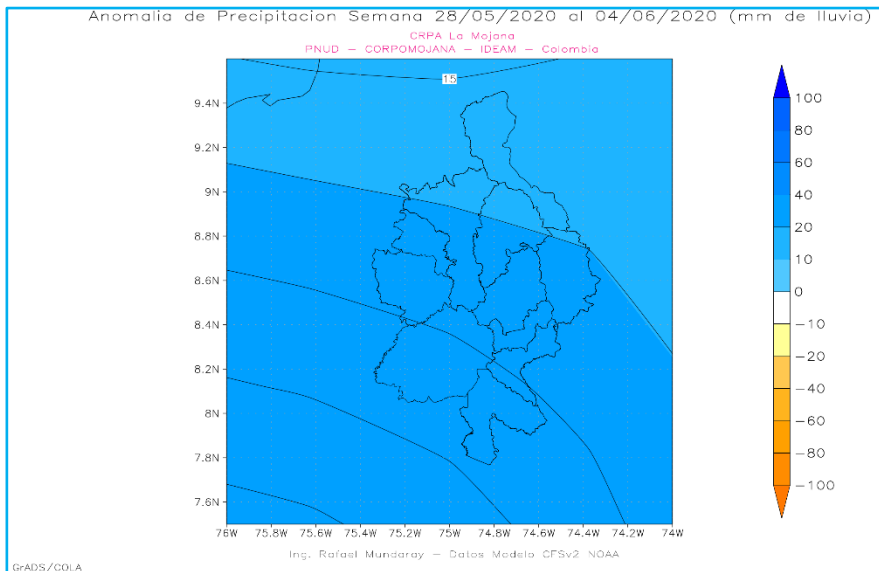 Anomalia de Precipitacion Semana 28/05/2020 al 04/06/2020 (mm de lluvia)
CRPA La Mojana
PNUD – CORPOMOJANA – IDEAM – Colombia
15
9.4N
9.2N
9N
8.8N
8.6N
8.4N
8.2N
8N
7.8N
7.6N
76W 75.8W 75.6W 75.4W 75.2W 75W 74.8W 74.6W 74.4W 74.2W 74W
100
80
60
40
20
10
0
−10
−20
−40
−60
−80
−100
Ing. Rafael Mundaray – Datos Modelo CFSv2 NOAA
GrADS/COLA